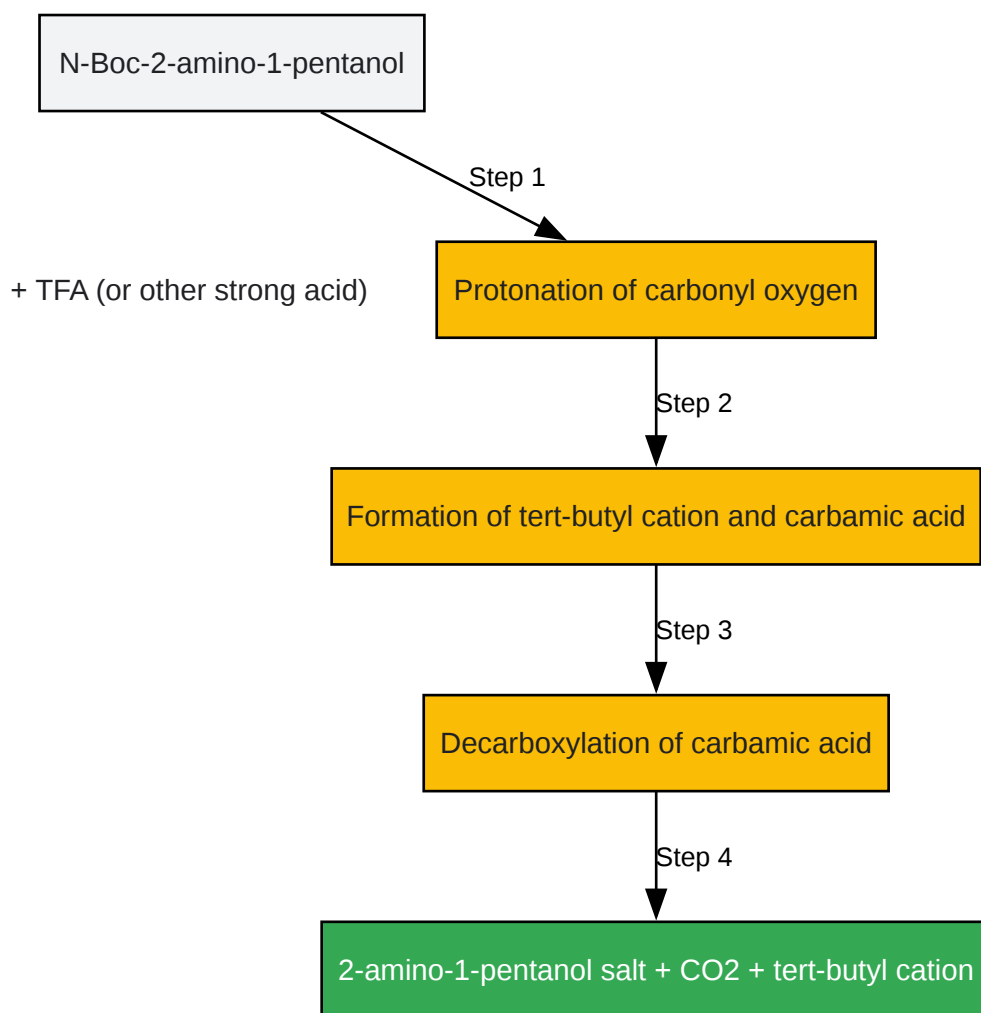 N-Boc-2-amino-1-pentanol
Step 1
+ TFA (or other strong acid)
Protonation of carbonyl oxygen
Step 2
Formation of tert-butyl cation and carbamic acid
Step 3
Decarboxylation of carbamic acid
Step 4
2-amino-1-pentanol salt + CO2 + tert-butyl cation